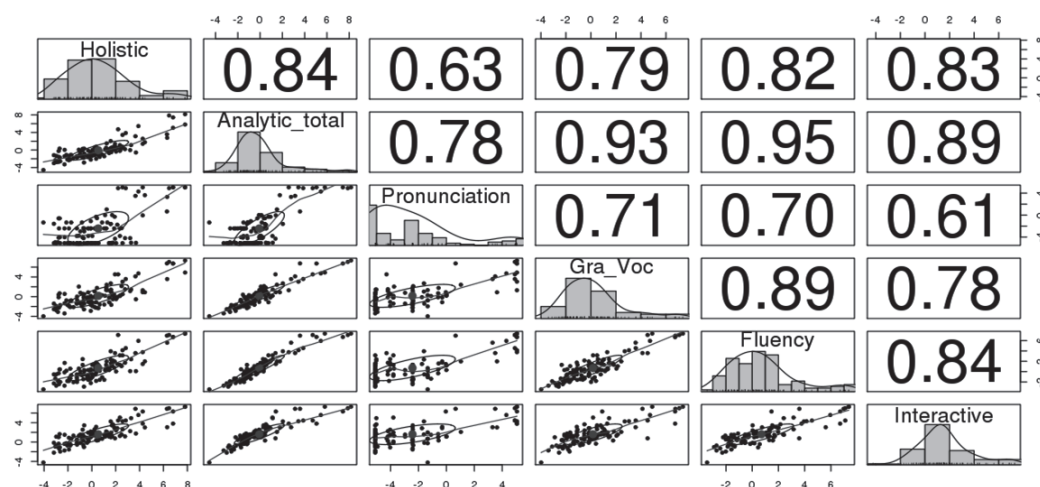 -4 -2 0 2 4 6 8
-4 -2 0 2 4 6
-4 0 2 4 6
Holistic 0.84 0.63 0.79 0.82 0.83
Analytic_total 0.78 0.93 0.95 0.89
-4 0 4 8
Pronunciation 0.71 0.70 0.61
Gra_Voc 0.89 0.78
-4 0 4
Fluency 0.84
Interactive
-4 0 4
-4 0 2 4 6 8
-4 -2 0 2 4
-2 0 2 4 6